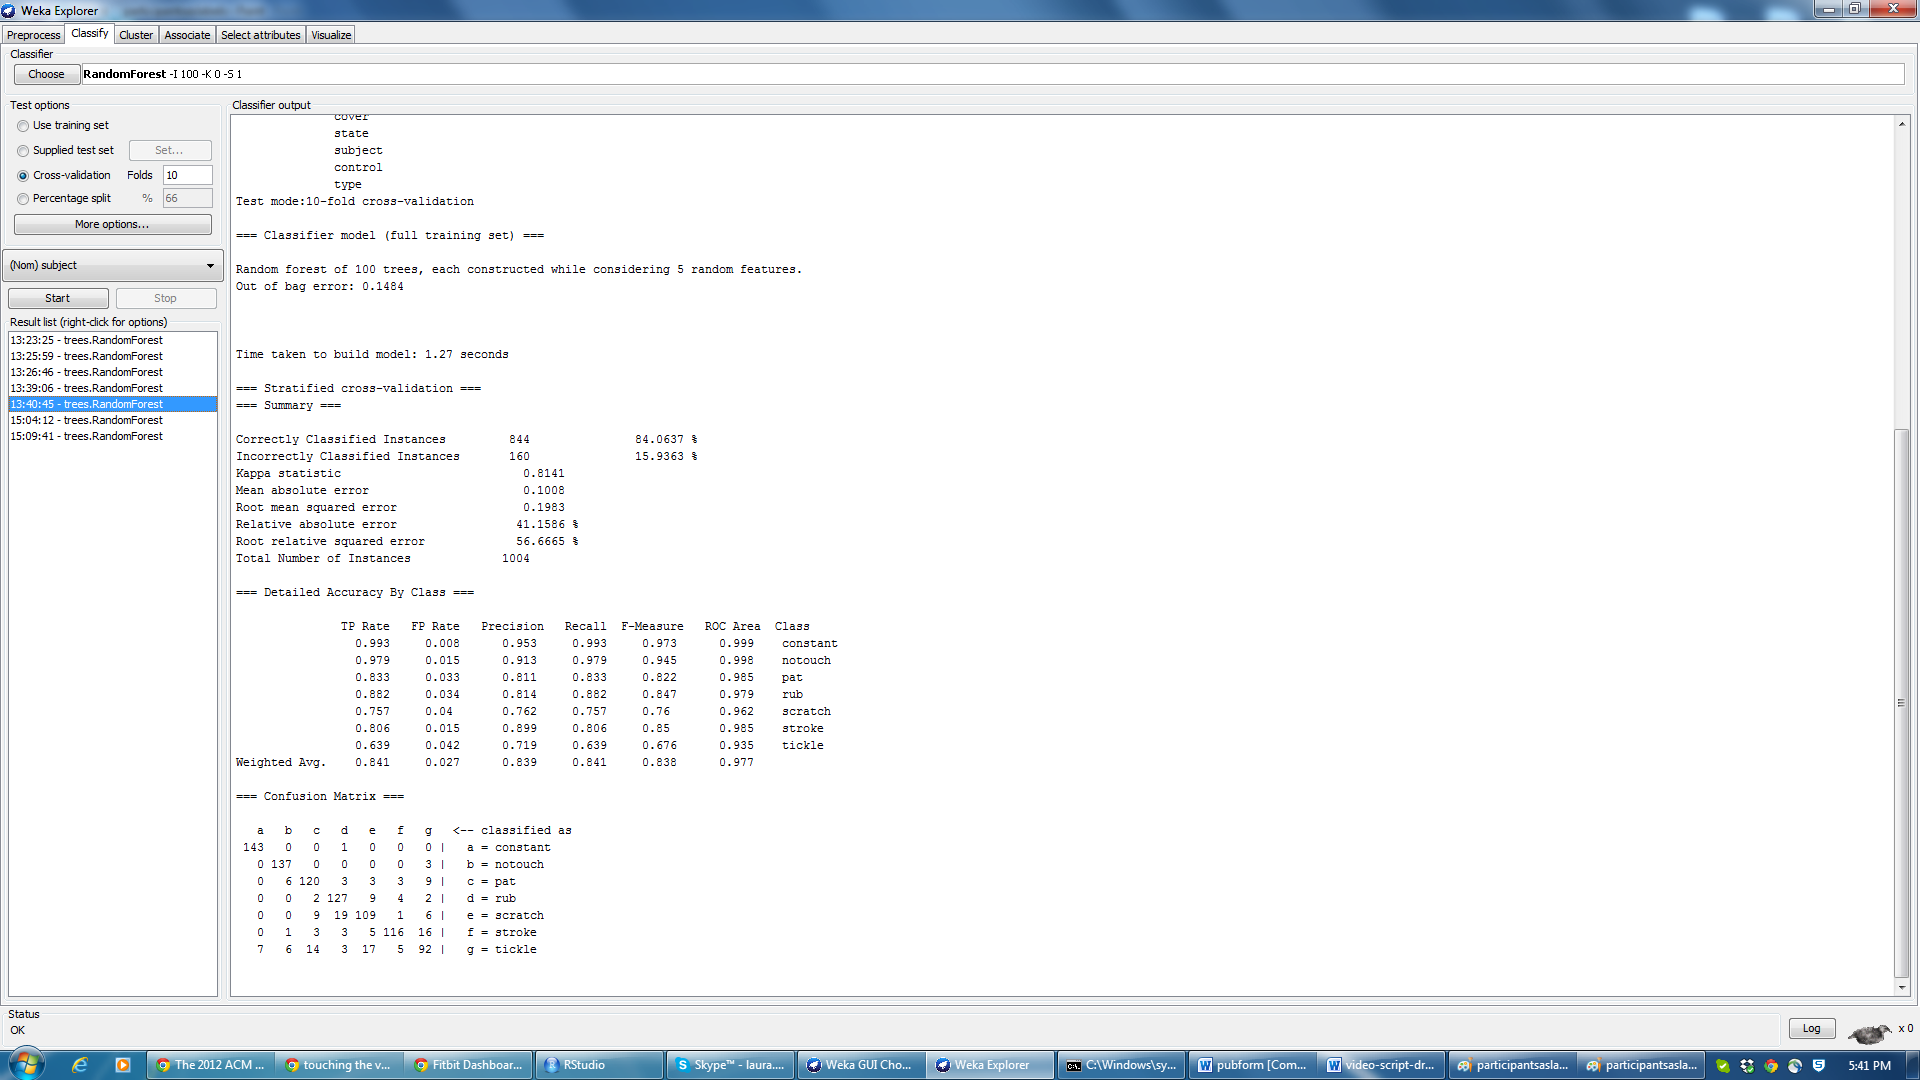 Weka Explorer
Preprocess Classify Cluster Associate Select attributes Visualize
Classifier
Choose RandomForest -I 100 -K 0 -S 1
Test options
Use training set
Supplied test set Set...
Cross-validation Folds 10
Percentage split % 66
More options...
(Nom) subject
Start Stop
Result list (right-click for options)
13:23:25 - trees.RandomForest
13:25:59 - trees.RandomForest
13:26:46 - trees.RandomForest
13:39:06 - trees.RandomForest
13:40:45 - trees.RandomForest
15:04:12 - trees.RandomForest
15:09:41 - trees.RandomForest
Classifier output
cover
state
subject
control
type
Test mode:10-fold cross-validation
=== Classifier model (full training set) ===
Random forest of 100 trees, each constructed while considering 5 random features.
Out of bag error: 0.1484
Time taken to build model: 1.27 seconds
=== Stratified cross-validation ===
=== Summary ===
Correctly Classified Instances 844 84.0637 %
Incorrectly Classified Instances 160 15.9363 %
Kappa statistic 0.8141
Mean absolute error 0.1008
Root mean squared error 0.1983
Relative absolute error 41.1586 %
Root relative squared error 56.6665 %
Total Number of Instances 1004
=== Detailed Accuracy By Class ===
TP Rate FP Rate Precision Recall F-Measure ROC Area Class
0.993 0.008 0.953 0.993 0.973 0.999 constant
0.979 0.015 0.913 0.979 0.945 0.998 notouch
0.833 0.033 0.811 0.833 0.822 0.985 pat
0.882 0.034 0.814 0.882 0.847 0.979 rub
0.757 0.04 0.762 0.757 0.76 0.962 scratch
0.806 0.015 0.899 0.806 0.85 0.985 stroke
0.639 0.042 0.719 0.639 0.676 0.935 tickle
Weighted Avg. 0.841 0.027 0.839 0.841 0.838 0.977
=== Confusion Matrix ===
a b c d e f g <-- classified as
143 0 0 1 0 0 0 | a = constant
0 137 0 0 0 0 3 | b = notouch
0 6 120 3 3 3 9 | c = pat
0 0 2 127 9 4 2 | d = rub
0 0 9 19 109 1 6 | e = scratch
0 1 3 3 5 116 16 | f = stroke
7 6 14 3 17 5 92 | g = tickle
Status
OK
Log x 0
The 2012 ACM ... touching the v... Fitbit Dashboar... RStudio Skype™ - laura.... Weka GUI Cho... Weka Explorer C:\Windows\sy... pubform [Com... video-script-dr... participantsasla... participantsasla... 5:41 PM